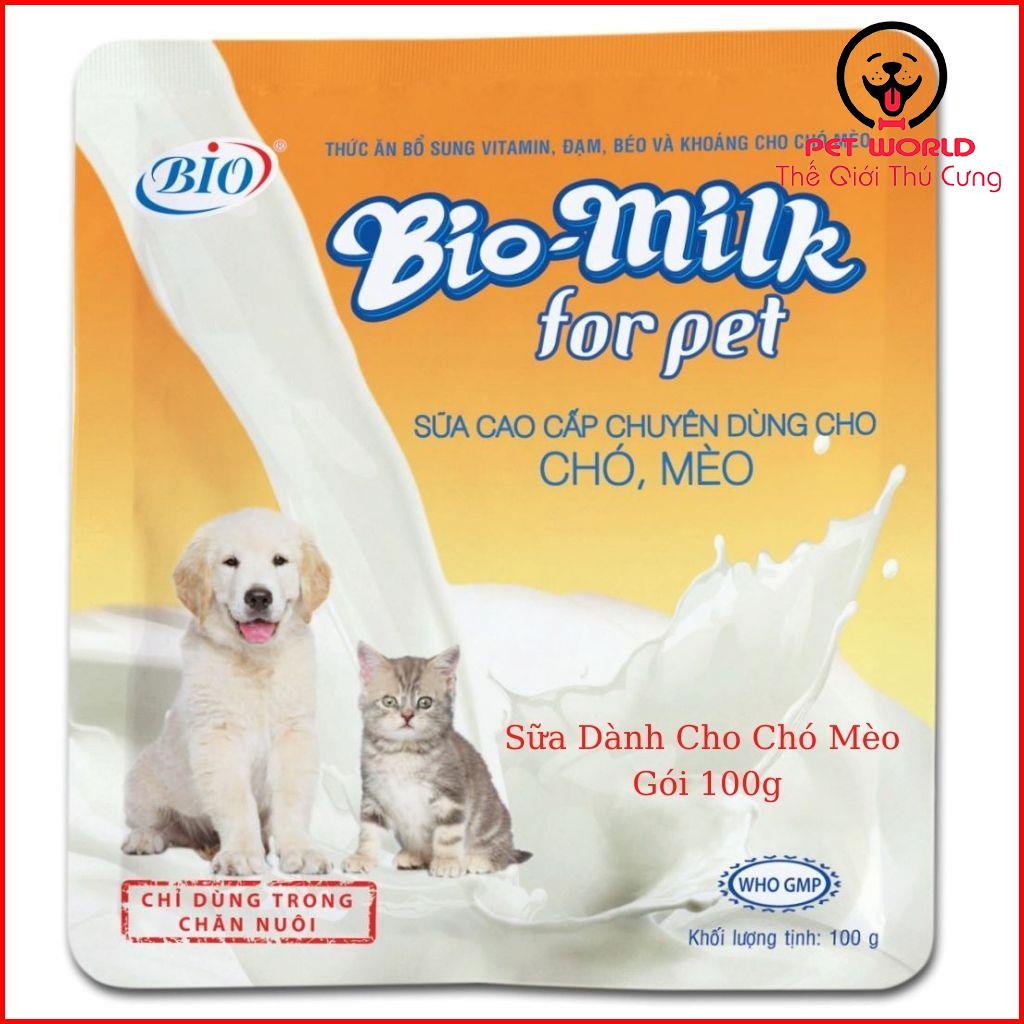 BIO®
THỨC ĂN BỔ SUNG VITAMIN, ĐẠM, BÉO VÀ KHOÁNG CHO CHÓ MÈO
PET WORLD
Thế Giới Thú Cưng
Bio-Milk
for pet
SỮA CAO CẤP CHUYÊN DÙNG CHO
CHÓ, MÈO
Sữa Dành Cho Chó Mèo
Gói 100g
CHỈ DÙNG TRONG
CHĂN NUÔI
WHO GMP
Khối lượng tịnh: 100 g